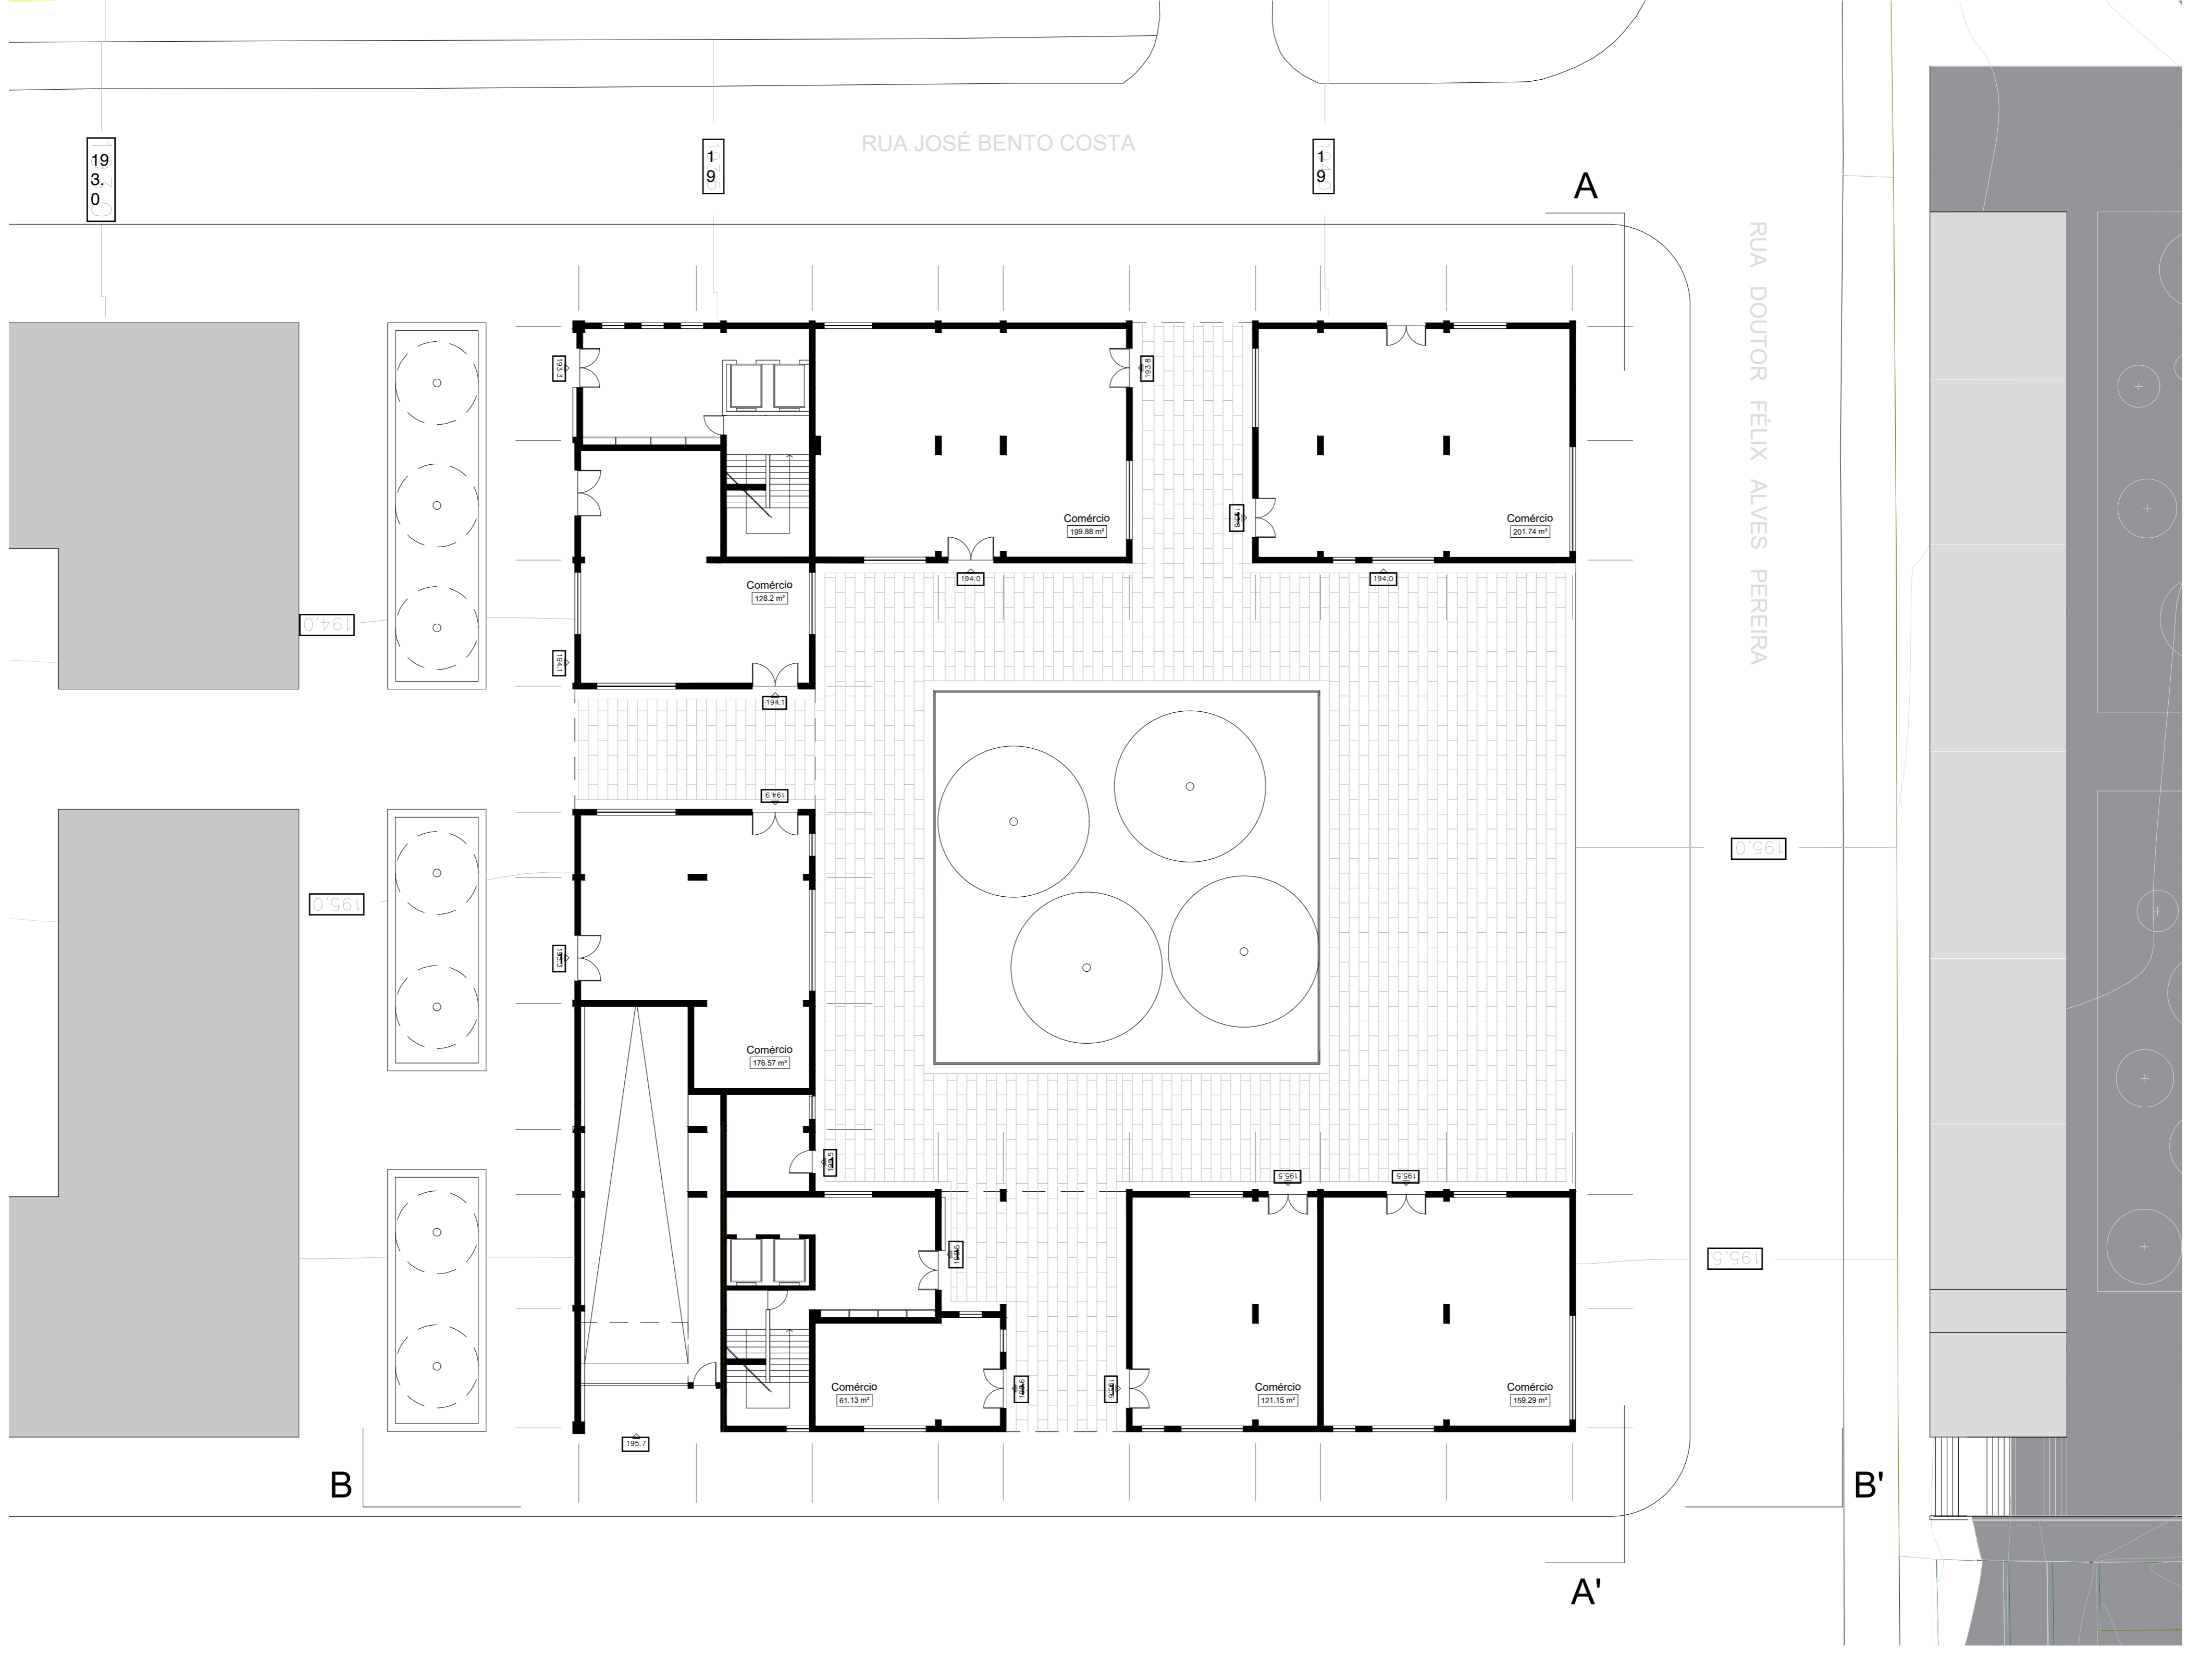 RUA JOSÉ BENTO COSTA
19
3.
0
1
9
1
9
A
RUA DOUTOR FÉLIX ALVES PEREIRA
193.3
193.8
Comércio
199.88 m²
Comércio
201.74 m²
194.0
194.0
Comércio
128.2 m²
194.0
194.1
194.1
194.9
195.0
195.0
Comércio
176.57 m²
195.5
195.5
195.5
Comércio
61.13 m²
Comércio
121.15 m²
Comércio
159.29 m²
195.7
B
B'
A'